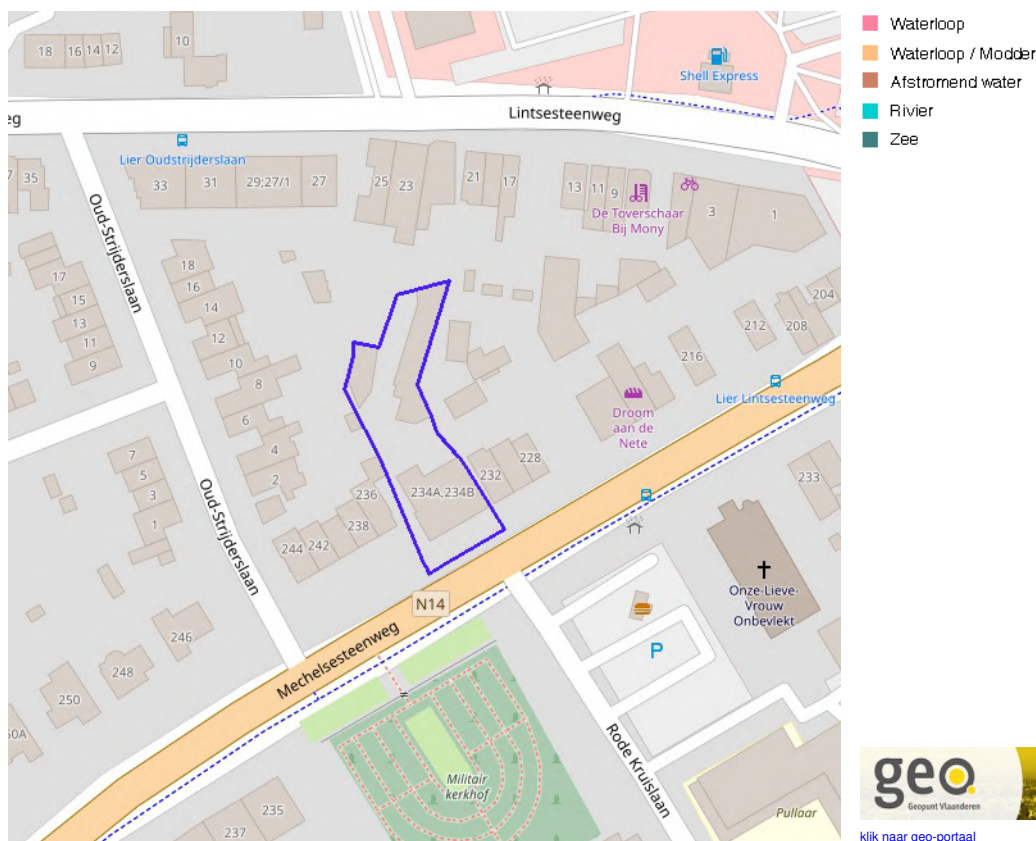 18
16
14
12
10
Shell Express
Lintsesteenweg
eg
Lier Oudstrijderslaan
35
33
31
29;27/1
27
25
23
21
17
13
11
9
De Toverschaar
Bij Mony
3
1
Oud-Strijderslaan
17
15
13
11
9
18
16
14
12
10
8
6
4
2
204
212
208
216
Lier Lintsesteenweg
Droom
aan de
Nete
7
5
3
1
236
234A,234B
232
228
238
244
242
233
Oud-Strijderslaan
Onze-Lieve-
Vrouw
Onbevlekt
N14
Mechelsesteenweg
P
246
248
250
50A
Rode Kruislaan
Militair
kerkhof
Pullaar
235
237
Waterloop
Waterloop / Modder
Afstromend water
Rivier
Zee
geo
Geopunt Vlaanderen
klik naar geo-portaal